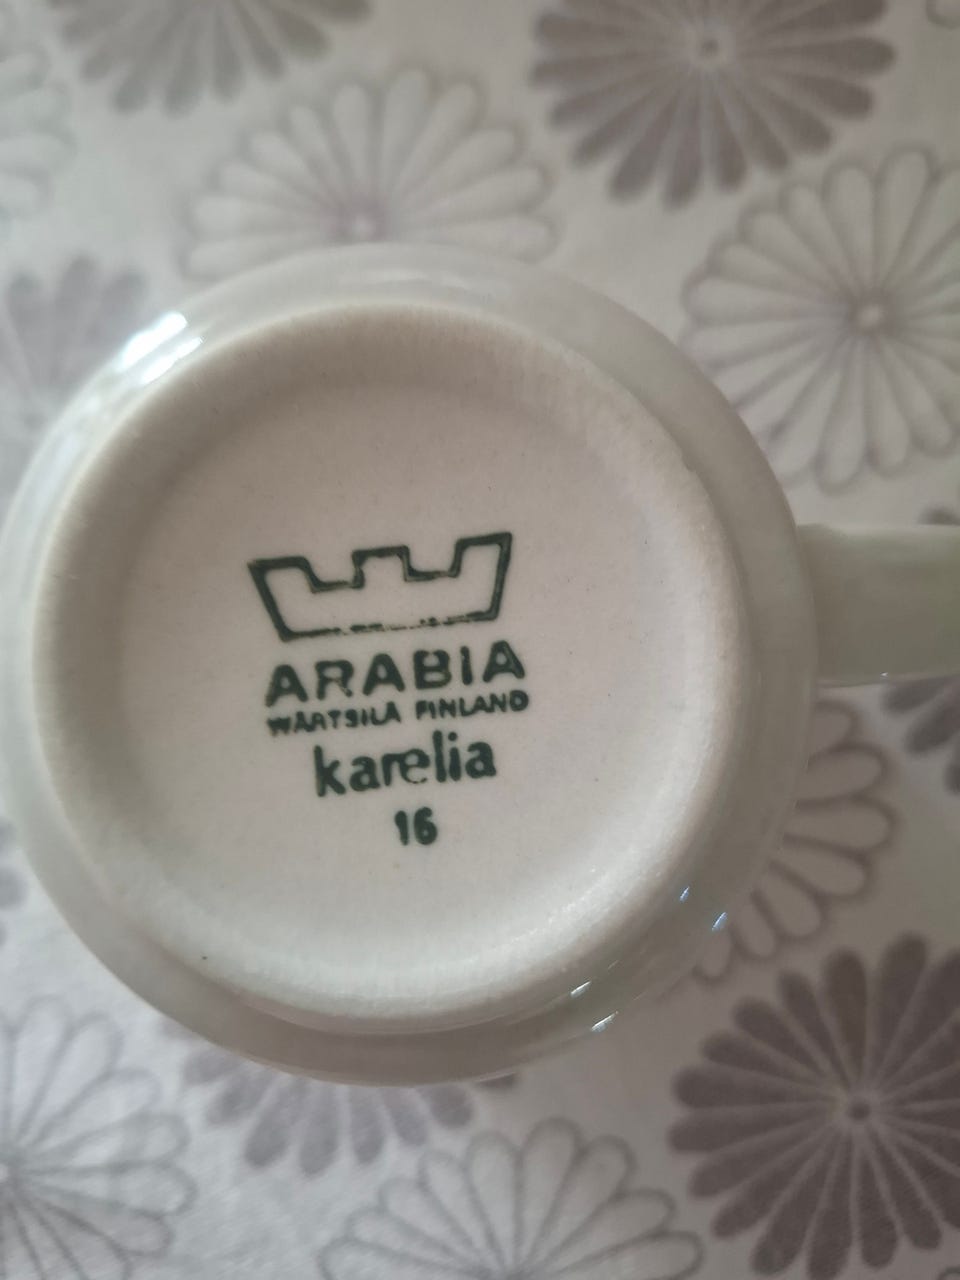 ARABIA
WÄRTSILÄ FINLAND
karelia
16